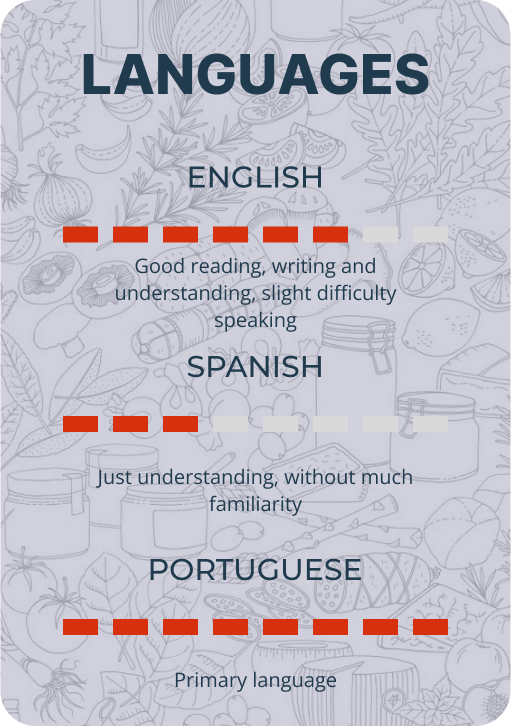 LANGUAGES
ENGLISH
Good reading, writing and
understanding, slight difficulty
speaking
SPANISH
Just understanding, without much
familiarity
PORTUGUESE
Primary language